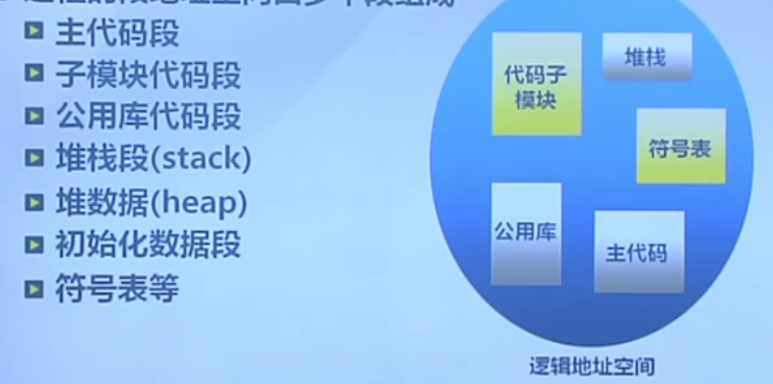 主代码段
子模块代码段
公用库代码段
堆栈段(stack)
堆数据(heap)
初始化数据段
符号表等
代码子
模块
堆栈
符号表
公用库
主代码
逻辑地址空间